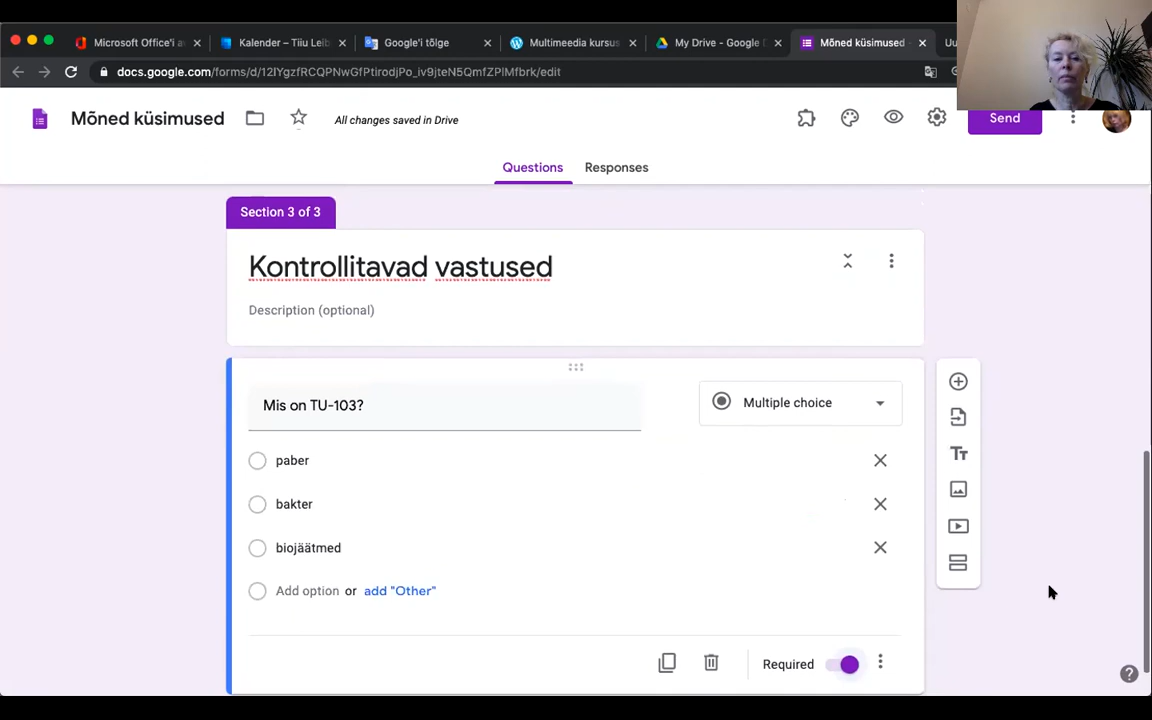 Microsoft Office'i av
Kalender – Tiiu Leib
Google'i tõlge
Multimeedia kursus
My Drive - Google D
Mõned küsimused -
docs.google.com/forms/d/12IYgzfRCQPNwGfPtirodjPo_iv9jteN5QmfZPlMfbrk/edit
Mõned küsimused
All changes saved in Drive
Send
Questions
Responses
Section 3 of 3
Kontrollitavad vastused
Description (optional)
Mis on TU-103?
Multiple choice
paber
bakter
biojäätmed
Add option or add "Other"
Required